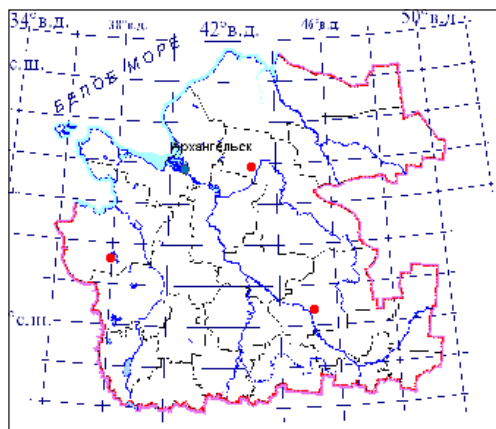 34°в.д.
38°в.д.
42°в.д.
46°в.д.
50°в.д.
с.ш.
БЕЛОЕ МОРЕ
Архангельск
°с.ш.